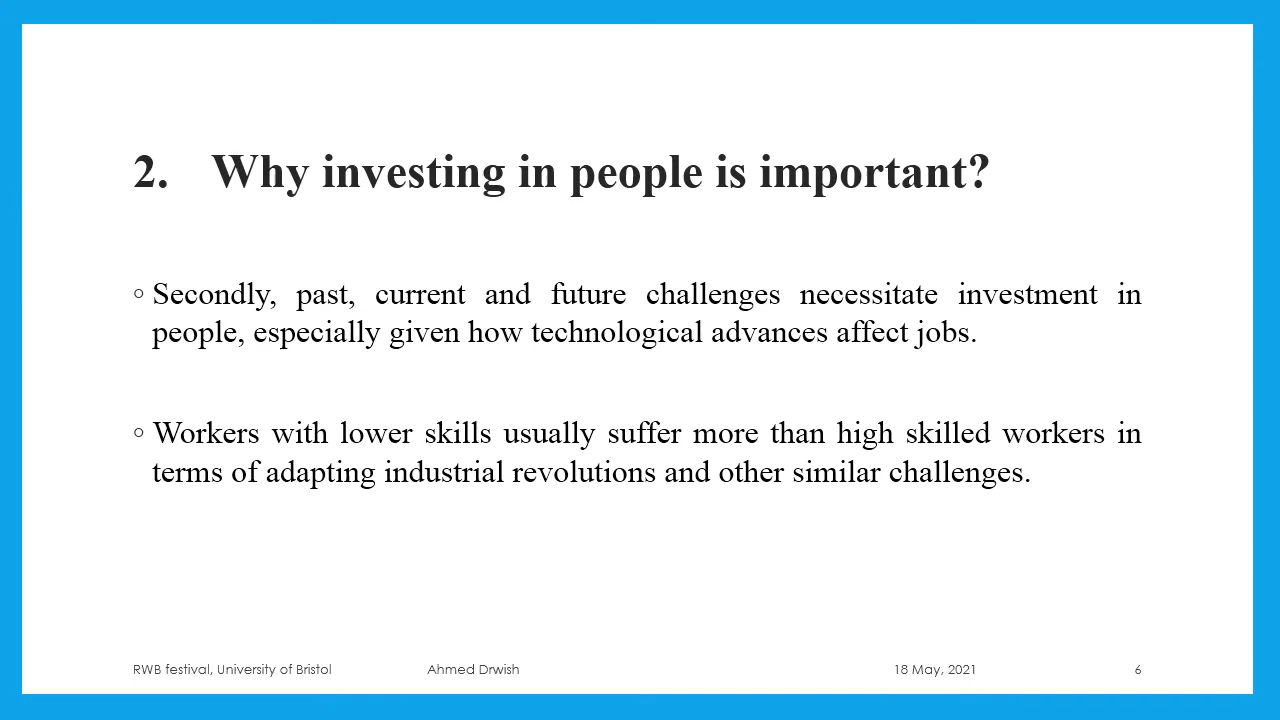 2. Why investing in people is important?
◦ Secondly, past, current and future challenges necessitate investment in
people, especially given how technological advances affect jobs.
◦ Workers with lower skills usually suffer more than high skilled workers in
terms of adapting industrial revolutions and other similar challenges.
RWB festival, University of Bristol Ahmed Drwish 18 May, 2021 6